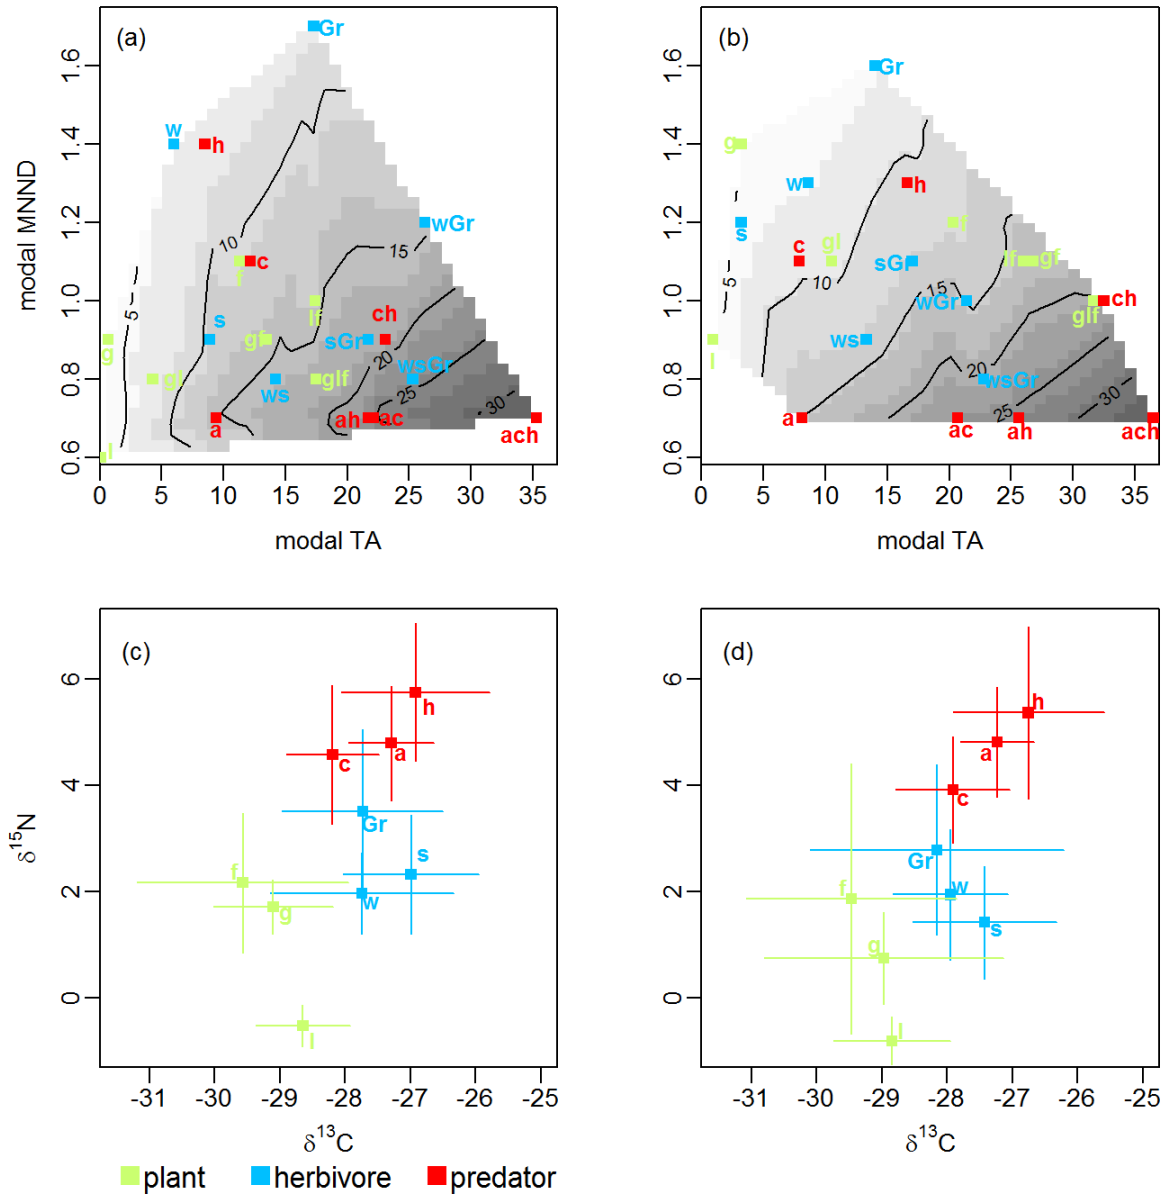 (a)
Gr
w
h
wGr
10
15
c
f
5
lf
s
g
gf
sGr
ch
20
gl
ws
glf
wsGr
25
30
a
ah
ac
ach
l
0.6 0.8 1.0 1.2 1.4 1.6
modal MNND
0 5 10 15 20 25 30 35
modal TA
(b)
Gr
g
w
h
s
f
c
gl
sGr
lf
gf
5
10
15
wGr
ch
glf
l
ws
20
wsGr
25
30
a
ac
ah
ach
0.6 0.8 1.0 1.2 1.4 1.6
0 5 10 15 20 25 30 35
modal TA
(c)
h
a
c
Gr
s
f
w
g
l
0 2 4 6
δ15N
-31 -30 -29 -28 -27 -26 -25
δ13C
(d)
h
a
c
Gr
f
w
s
g
l
0 2 4 6
-31 -30 -29 -28 -27 -26 -25
δ13C
plant herbivore predator